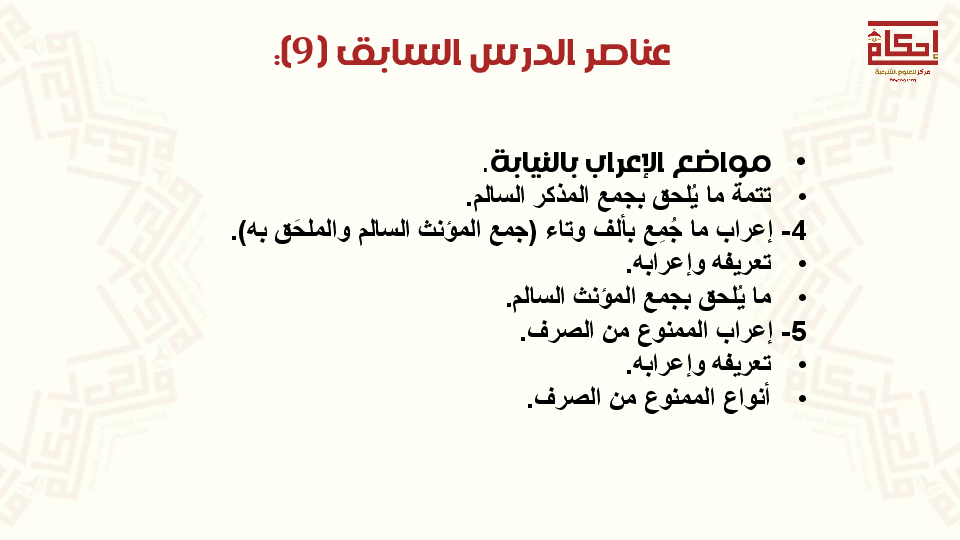 إحكام
مركز للعلوم الشرعية
عناصر الدرس السابق (9):
• مواضع الإعراب بالنيابة.
• تتمة ما يُلحق بجمع المذكر السالم.
4- إعراب ما جُمِع بألف وتاء (جمع المؤنث السالم والملحَق به).
• تعريفه وإعرابه.
• ما يُلحق بجمع المؤنث السالم.
5- إعراب الممنوع من الصرف.
• تعريفه وإعرابه.
• أنواع الممنوع من الصرف.